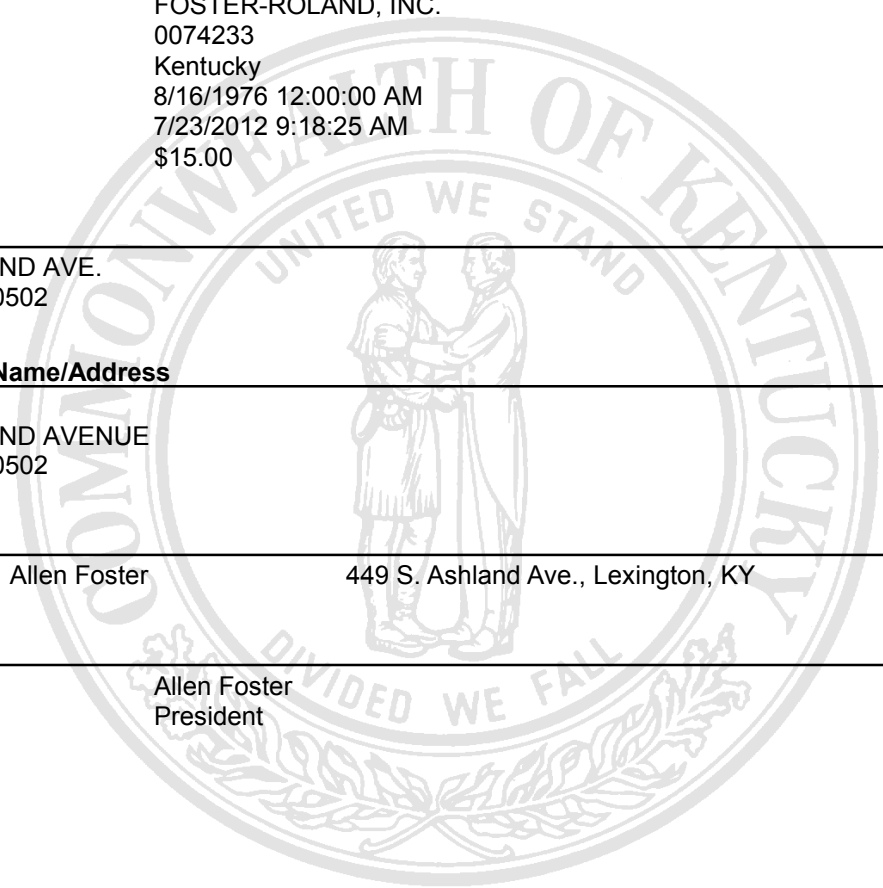 FOSTER-ROLAND, INC.
0074233
Kentucky
8/16/1976 12:00:00 AM
7/23/2012 9:18:25 AM
$15.00
ND AVE.
0502
Name/Address
ND AVENUE
0502
Allen Foster 449 S. Ashland Ave., Lexington, KY
Allen Foster
President
COMMONWEALTH OF KENTUCKY
UNITED WE STAND
DIVIDED WE FALL